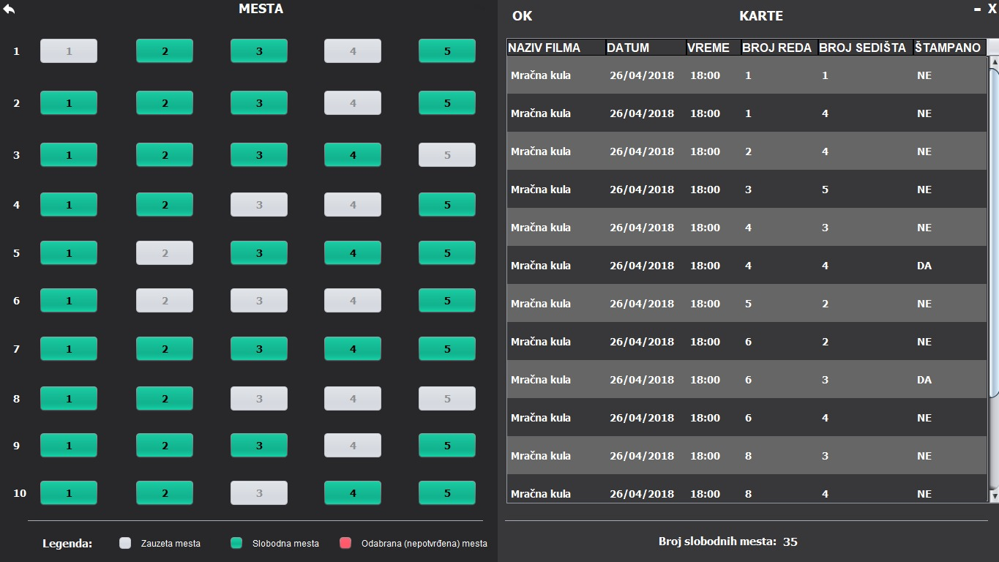 MESTA
1 1 2 3 4 5
2 1 2 3 4 5
3 1 2 3 4 5
4 1 2 3 4 5
5 1 2 3 4 5
6 1 2 3 4 5
7 1 2 3 4 5
8 1 2 3 4 5
9 1 2 3 4 5
10 1 2 3 4 5
Legenda: Zauzeta mesta Slobodna mesta Odabrana (nepotvrđena) mesta
OK KARTE - X
NAZIV FILMA DATUM VREME BROJ REDA BROJ SEDIŠTA ŠTAMPANO
Mračna kula 26/04/2018 18:00 1 1 NE
Mračna kula 26/04/2018 18:00 1 4 NE
Mračna kula 26/04/2018 18:00 2 4 NE
Mračna kula 26/04/2018 18:00 3 5 NE
Mračna kula 26/04/2018 18:00 4 3 NE
Mračna kula 26/04/2018 18:00 4 4 DA
Mračna kula 26/04/2018 18:00 5 2 NE
Mračna kula 26/04/2018 18:00 6 2 NE
Mračna kula 26/04/2018 18:00 6 3 DA
Mračna kula 26/04/2018 18:00 6 4 NE
Mračna kula 26/04/2018 18:00 8 3 NE
Mračna kula 26/04/2018 18:00 8 4 NE
Broj slobodnih mesta: 35